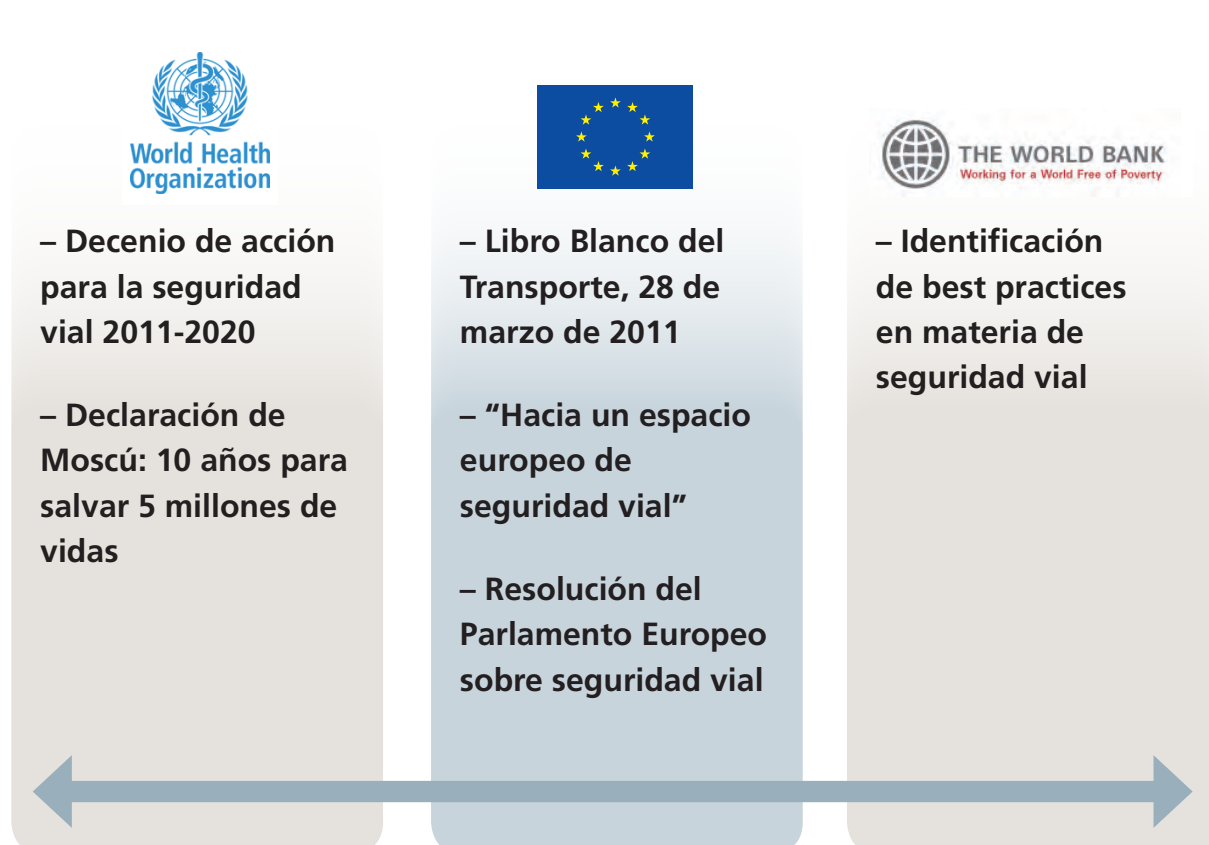 World Health
Organization
– Decenio de acción
para la seguridad
vial 2011-2020
– Declaración de
Moscú: 10 años para
salvar 5 millones de
vidas
– Libro Blanco del
Transporte, 28 de
marzo de 2011
– “Hacia un espacio
europeo de
seguridad vial”
– Resolución del
Parlamento Europeo
sobre seguridad vial
THE WORLD BANK
Working for a World Free of Poverty
– Identificación
de best practices
en materia de
seguridad vial